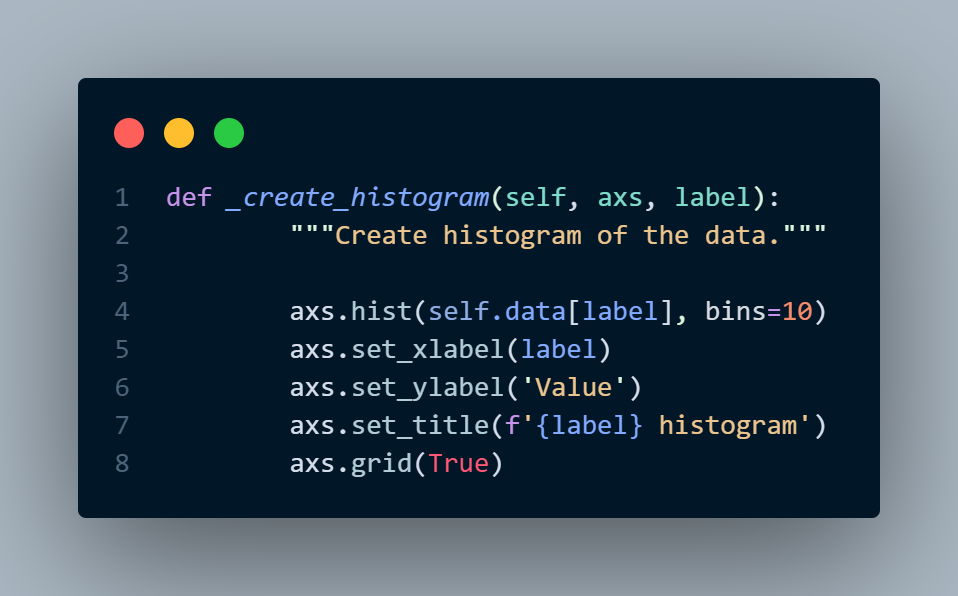 1 def _create_histogram(self, axs, label):
2         """Create histogram of the data."""
3
4         axs.hist(self.data[label], bins=10)
5         axs.set_xlabel(label)
6         axs.set_ylabel('Value')
7         axs.set_title(f'{label} histogram')
8         axs.grid(True)